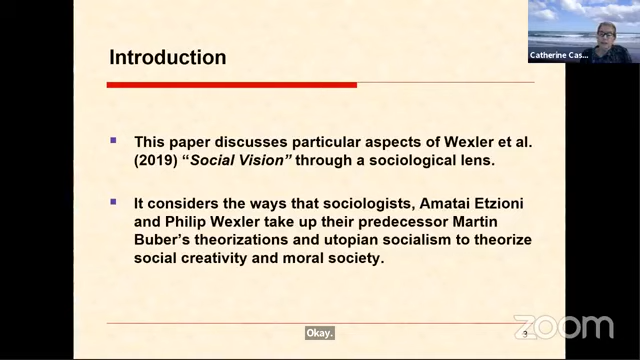 Introduction
Catherine Cas...
This paper discusses particular aspects of Wexler et al.
(2019) “Social Vision” through a sociological lens.
It considers the ways that sociologists, Amatai Etzioni
and Philip Wexler take up their predecessor Martin
Buber’s theorizations and utopian socialism to theorize
social creativity and moral society.
Okay.
zoom